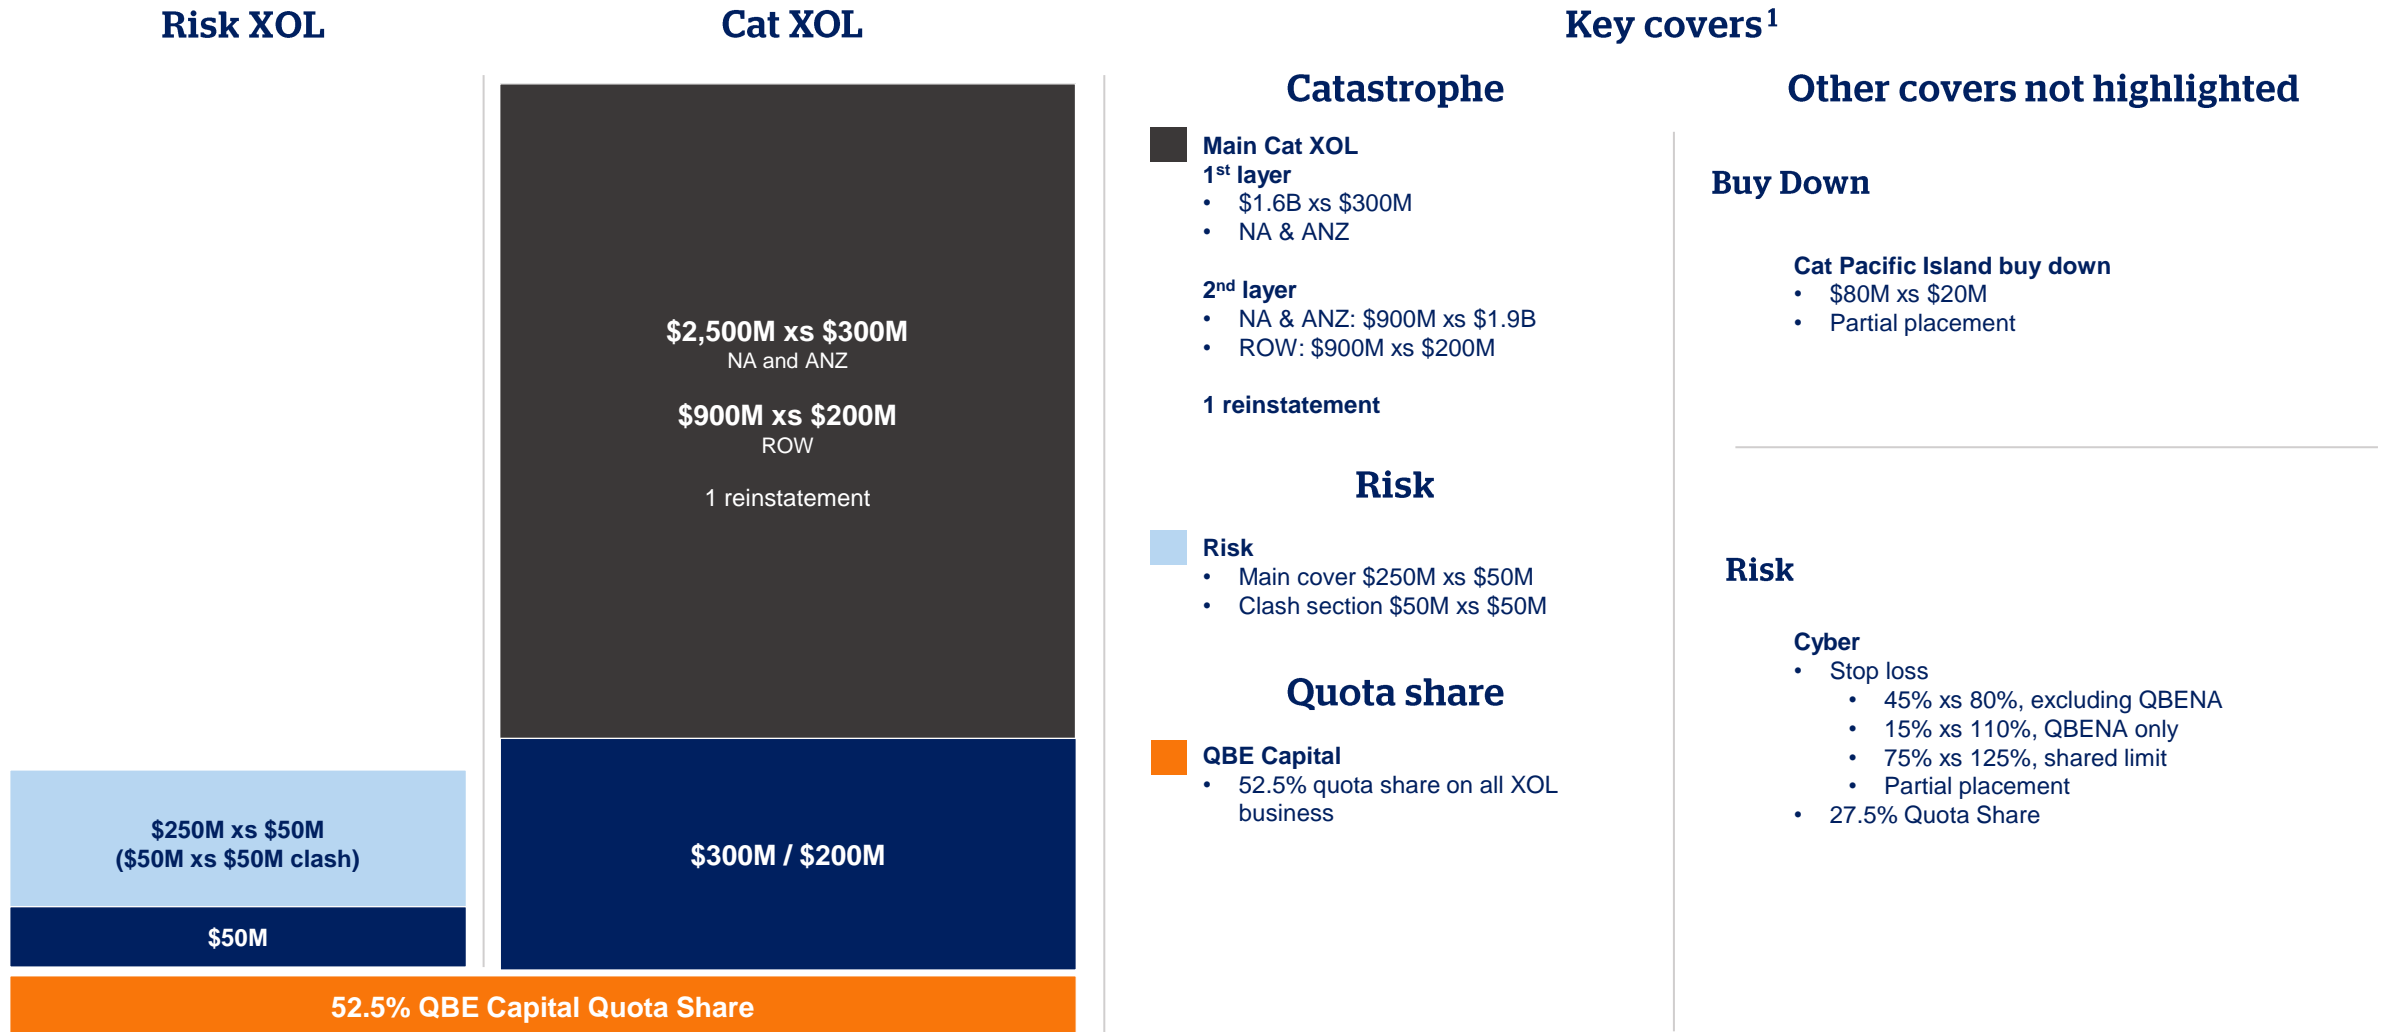 Risk XOL
$250M xs $50M
($50M xs $50M clash)
$50M
Cat XOL
$2,500M xs $300M
NA and ANZ
$900M xs $200M
ROW
1 reinstatement
$300M / $200M
52.5% QBE Capital Quota Share
Key covers¹
Catastrophe
Main Cat XOL
1st layer
• $1.6B xs $300M
• NA & ANZ
2nd layer
• NA & ANZ: $900M xs $1.9B
• ROW: $900M xs $200M
1 reinstatement
Risk
Risk
• Main cover $250M xs $50M
• Clash section $50M xs $50M
Quota share
QBE Capital
• 52.5% quota share on all XOL
business
Other covers not highlighted
Buy Down
Cat Pacific Island buy down
• $80M xs $20M
• Partial placement
Risk
Cyber
• Stop loss
• 45% xs 80%, excluding QBENA
• 15% xs 110%, QBENA only
• 75% xs 125%, shared limit
• Partial placement
• 27.5% Quota Share